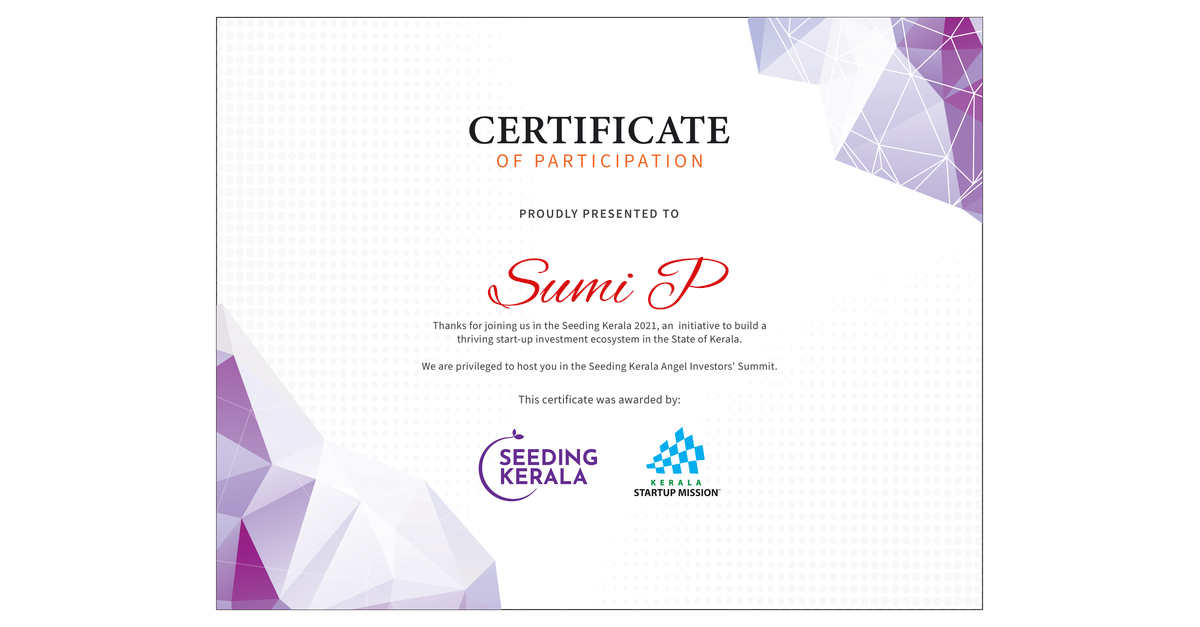 CERTIFICATE
OF PARTICIPATION
PROUDLY PRESENTED TO
Sumi P
Thanks for joining us in the Seeding Kerala 2021, an  initiative to build a
thriving start-up investment ecosystem in the State of Kerala.
We are privileged to host you in the Seeding Kerala Angel Investors' Summit.
This certificate was awarded by:
SEEDING
KERALA
KERALA
STARTUP MISSION